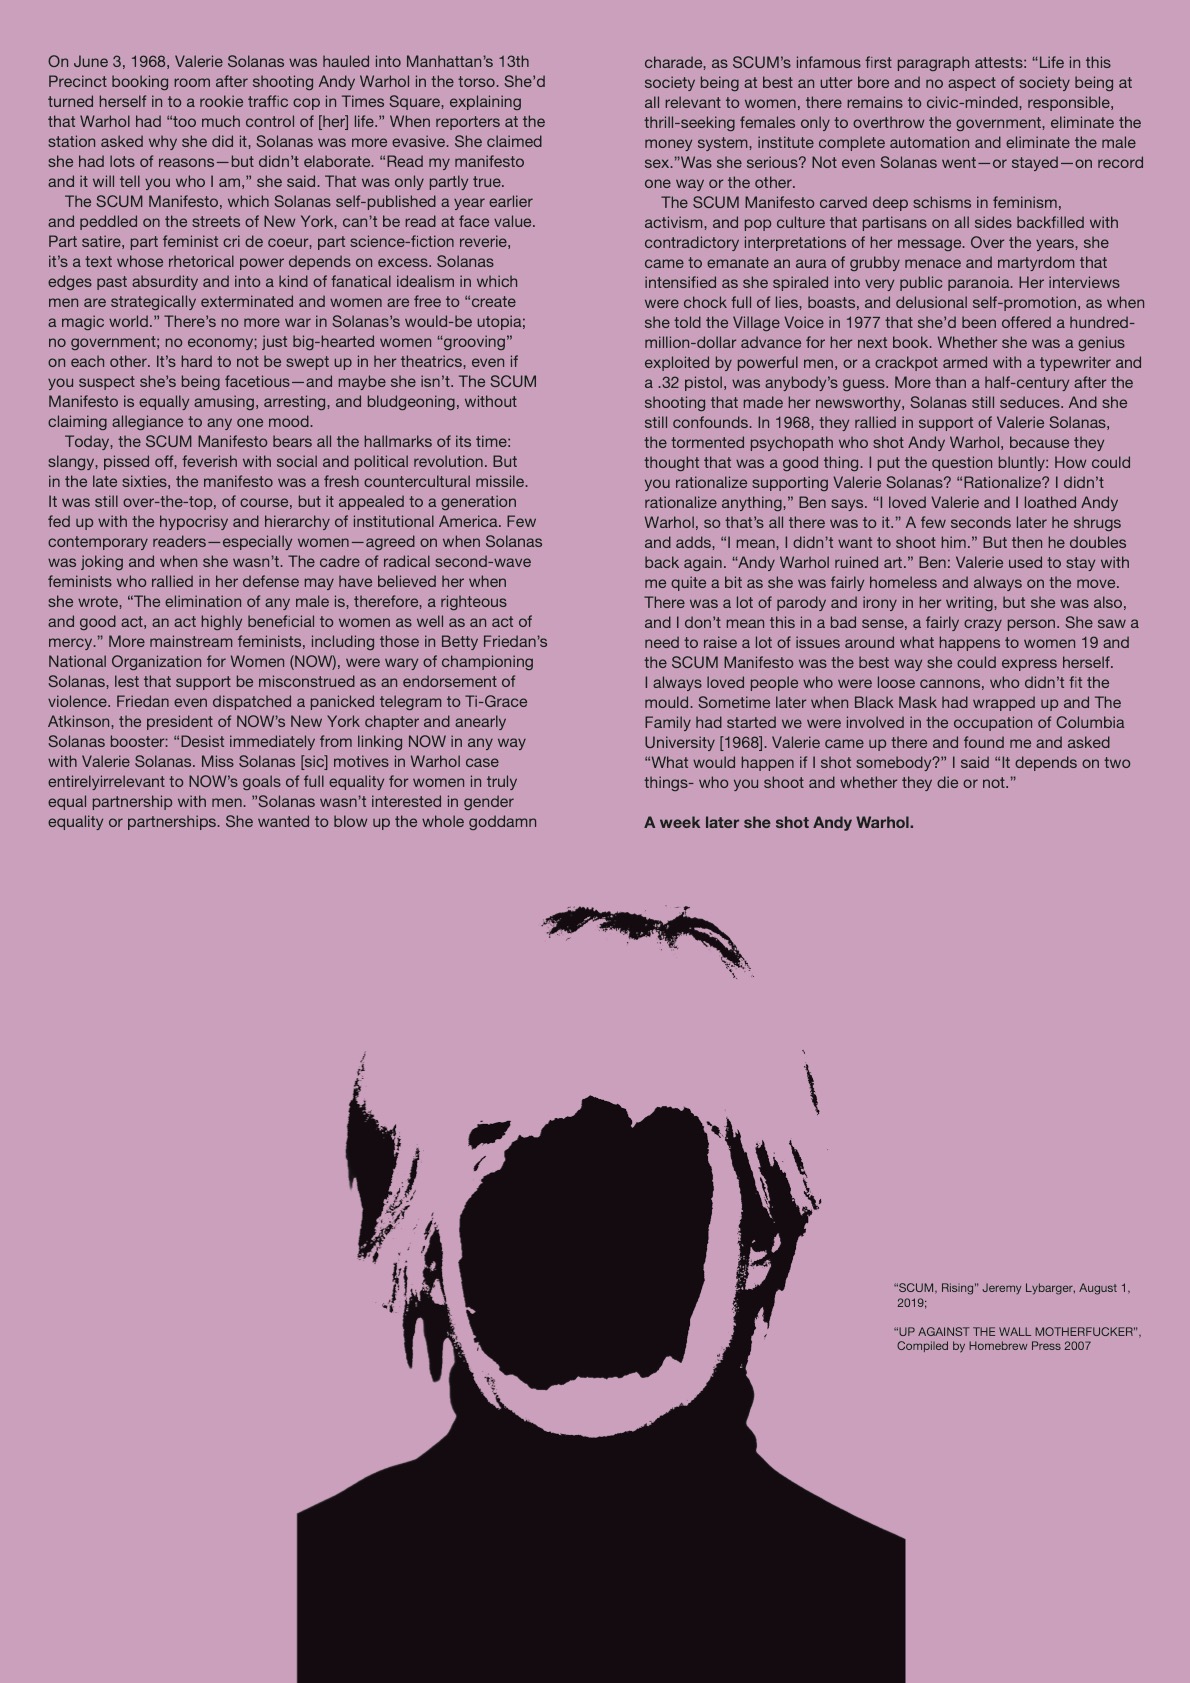 On June 3, 1968, Valerie Solanas was hauled into Manhattan’s 13th
Precinct booking room after shooting Andy Warhol in the torso. She’d
turned herself in to a rookie traffic cop in Times Square, explaining
that Warhol had “too much control of [her] life.” When reporters at the
station asked why she did it, Solanas was more evasive. She claimed
she had lots of reasons—but didn’t elaborate. “Read my manifesto
and it will tell you who I am,” she said. That was only partly true.
The SCUM Manifesto, which Solanas self-published a year earlier
and peddled on the streets of New York, can’t be read at face value.
Part satire, part feminist cri de coeur, part science-fiction reverie,
it’s a text whose rhetorical power depends on excess. Solanas
edges past absurdity and into a kind of fanatical idealism in which
men are strategically exterminated and women are free to “create
a magic world.” There’s no more war in Solanas’s would-be utopia;
no government; no economy; just big-hearted women “grooving”
on each other. It’s hard to not be swept up in her theatrics, even if
you suspect she’s being facetious—and maybe she isn’t. The SCUM
Manifesto is equally amusing, arresting, and bludgeoning, without
claiming allegiance to any one mood.
Today, the SCUM Manifesto bears all the hallmarks of its time:
slangy, pissed off, feverish with social and political revolution. But
in the late sixties, the manifesto was a fresh countercultural missile.
It was still over-the-top, of course, but it appealed to a generation
fed up with the hypocrisy and hierarchy of institutional America. Few
contemporary readers—especially women—agreed on when Solanas
was joking and when she wasn’t. The cadre of radical second-wave
feminists who rallied in her defense may have believed her when
she wrote, “The elimination of any male is, therefore, a righteous
and good act, an act highly beneficial to women as well as an act of
mercy.” More mainstream feminists, including those in Betty Friedan’s
National Organization for Women (NOW), were wary of championing
Solanas, lest that support be misconstrued as an endorsement of
violence. Friedan even dispatched a panicked telegram to Ti-Grace
Atkinson, the president of NOW’s New York chapter and anearly
Solanas booster: “Desist immediately from linking NOW in any way
with Valerie Solanas. Miss Solanas [sic] motives in Warhol case
entirelyirrelevant to NOW’s goals of full equality for women in truly
equal partnership with men. ”Solanas wasn’t interested in gender
equality or partnerships. She wanted to blow up the whole goddamn
charade, as SCUM’s infamous first paragraph attests: “Life in this
society being at best an utter bore and no aspect of society being at
all relevant to women, there remains to civic-minded, responsible,
thrill-seeking females only to overthrow the government, eliminate the
money system, institute complete automation and eliminate the male
sex.”Was she serious? Not even Solanas went—or stayed—on record
one way or the other.
The SCUM Manifesto carved deep schisms in feminism,
activism, and pop culture that partisans on all sides backfilled with
contradictory interpretations of her message. Over the years, she
came to emanate an aura of grubby menace and martyrdom that
intensified as she spiraled into very public paranoia. Her interviews
were chock full of lies, boasts, and delusional self-promotion, as when
she told the Village Voice in 1977 that she’d been offered a hundred-
million-dollar advance for her next book. Whether she was a genius
exploited by powerful men, or a crackpot armed with a typewriter and
a .32 pistol, was anybody’s guess. More than a half-century after the
shooting that made her newsworthy, Solanas still seduces. And she
still confounds. In 1968, they rallied in support of Valerie Solanas,
the tormented psychopath who shot Andy Warhol, because they
thought that was a good thing. I put the question bluntly: How could
you rationalize supporting Valerie Solanas? “Rationalize? I didn’t
rationalize anything,” Ben says. “I loved Valerie and I loathed Andy
Warhol, so that’s all there was to it.” A few seconds later he shrugs
and adds, “I mean, I didn’t want to shoot him.” But then he doubles
back again. “Andy Warhol ruined art.” Ben: Valerie used to stay with
me quite a bit as she was fairly homeless and always on the move.
There was a lot of parody and irony in her writing, but she was also,
and I don’t mean this in a bad sense, a fairly crazy person. She saw a
need to raise a lot of issues around what happens to women 19 and
the SCUM Manifesto was the best way she could express herself.
I always loved people who were loose cannons, who didn’t fit the
mould. Sometime later when Black Mask had wrapped up and The
Family had started we were involved in the occupation of Columbia
University [1968]. Valerie came up there and found me and asked
“What would happen if I shot somebody?” I said “It depends on two
things- who you shoot and whether they die or not.”
A week later she shot Andy Warhol.
“SCUM, Rising” Jeremy Lybarger, August 1,
2019;
“UP AGAINST THE WALL MOTHERFUCKER”,
Compiled by Homebrew Press 2007